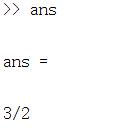 >> ans
ans =
3/2